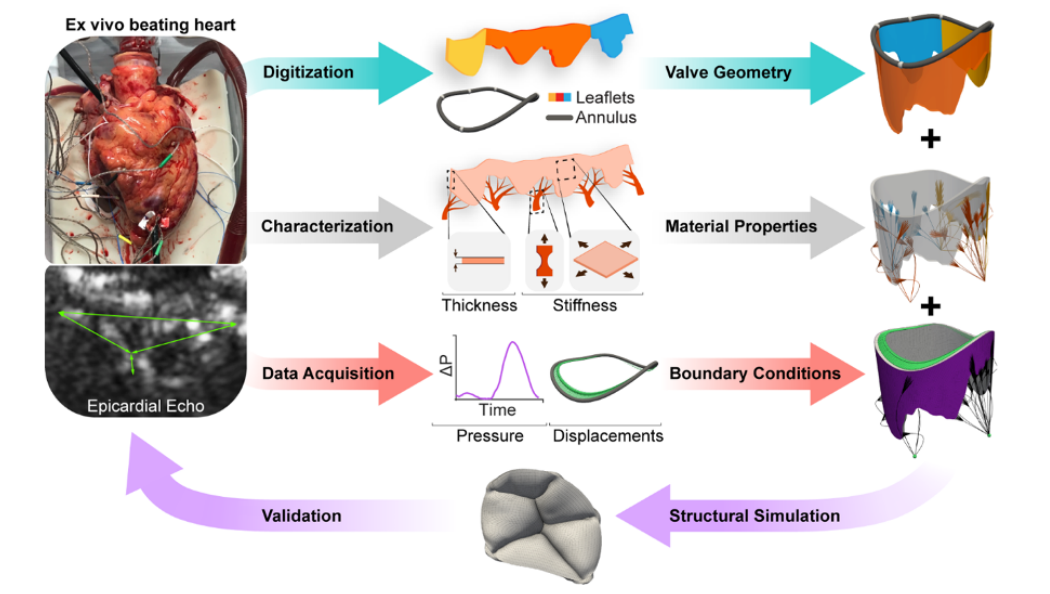 Ex vivo beating heart
Digitization
Leaflets
Annulus
Valve Geometry
+
Characterization
Thickness
Stiffness
Material Properties
+
Epicardial Echo
Data Acquisition
ΔP
Time
Pressure
Displacements
Boundary Conditions
Validation
Structural Simulation